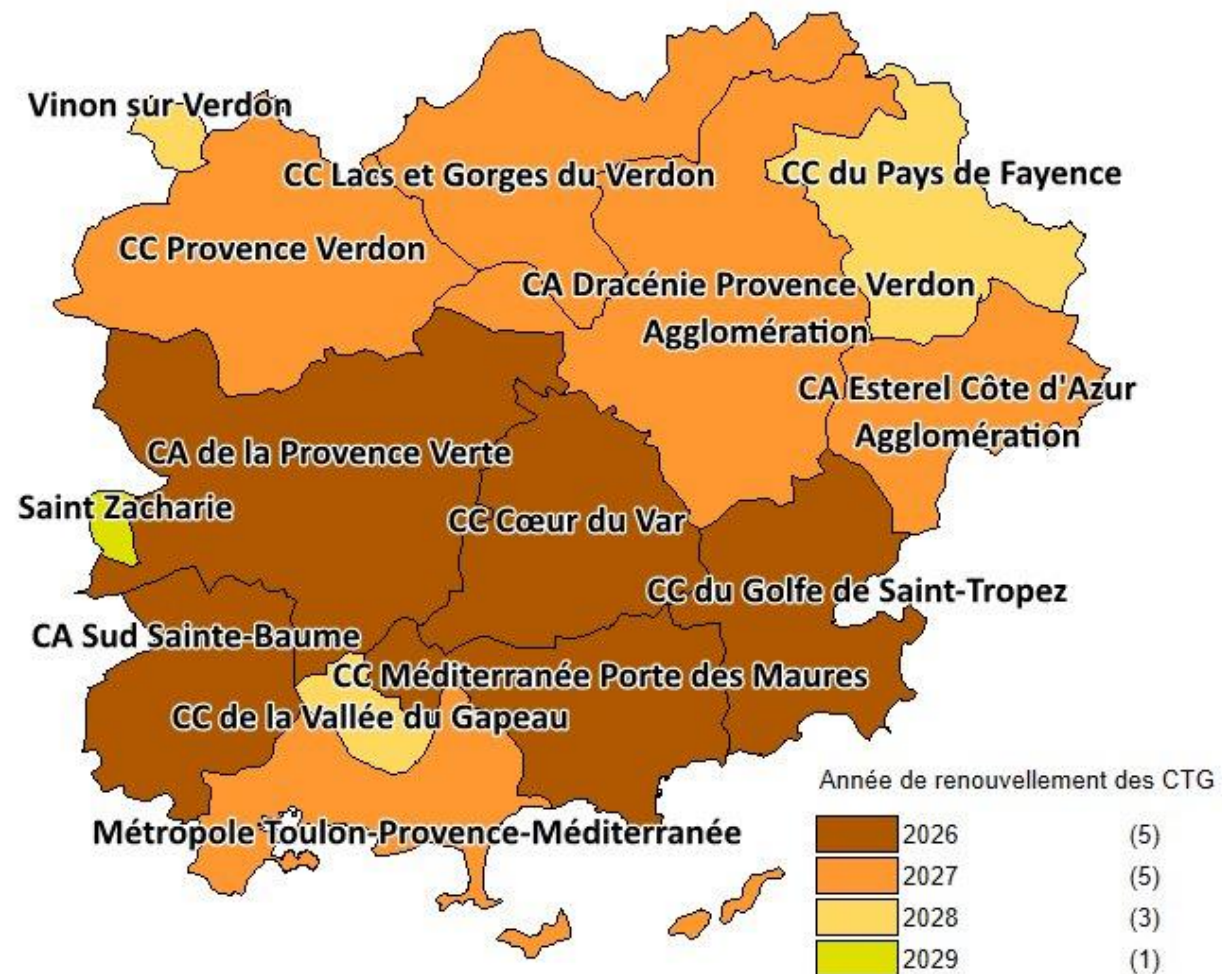 Vinon sur Verdon
CC Lacs et Gorges du Verdon
CC du Pays de Fayence
CC Provence Verdon
CA Dracénie Provence Verdon
Agglomération
CA Esterel Côte d'Azur
Agglomération
CA de la Provence Verte
Saint Zacharie
CC Cœur du Var
CC du Golfe de Saint-Tropez
CA Sud Sainte-Baume
CC Méditerranée Porte des Maures
CC de la Vallée du Gapeau
Métropole Toulon-Provence-Méditerranée
Année de renouvellement des CTG
2026 (5)
2027 (5)
2028 (3)
2029 (1)